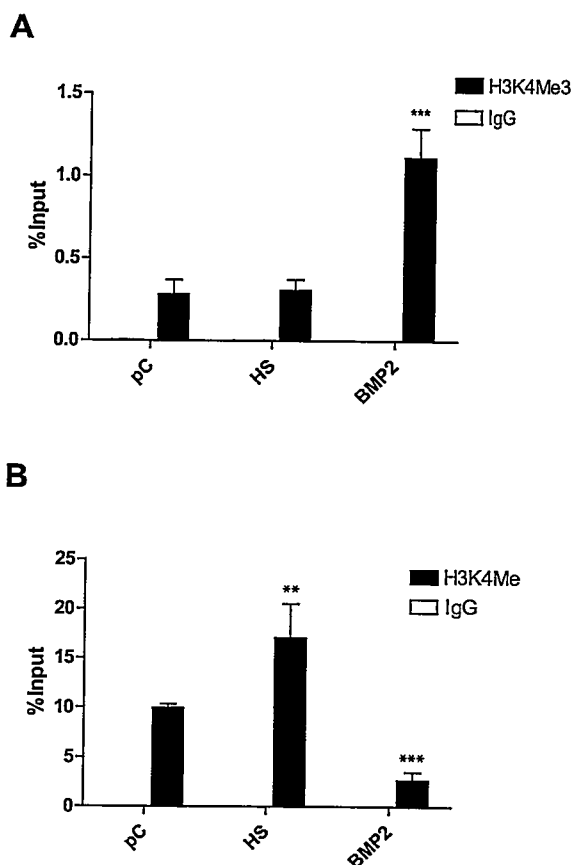 A
H3K4Me3
IgG
1.5
1.0
0.5
0.0
%Input
***
pC
HS
BMP2
B
H3K4Me
IgG
25
20
15
10
5
0
%Input
**
***
pC
HS
BMP2